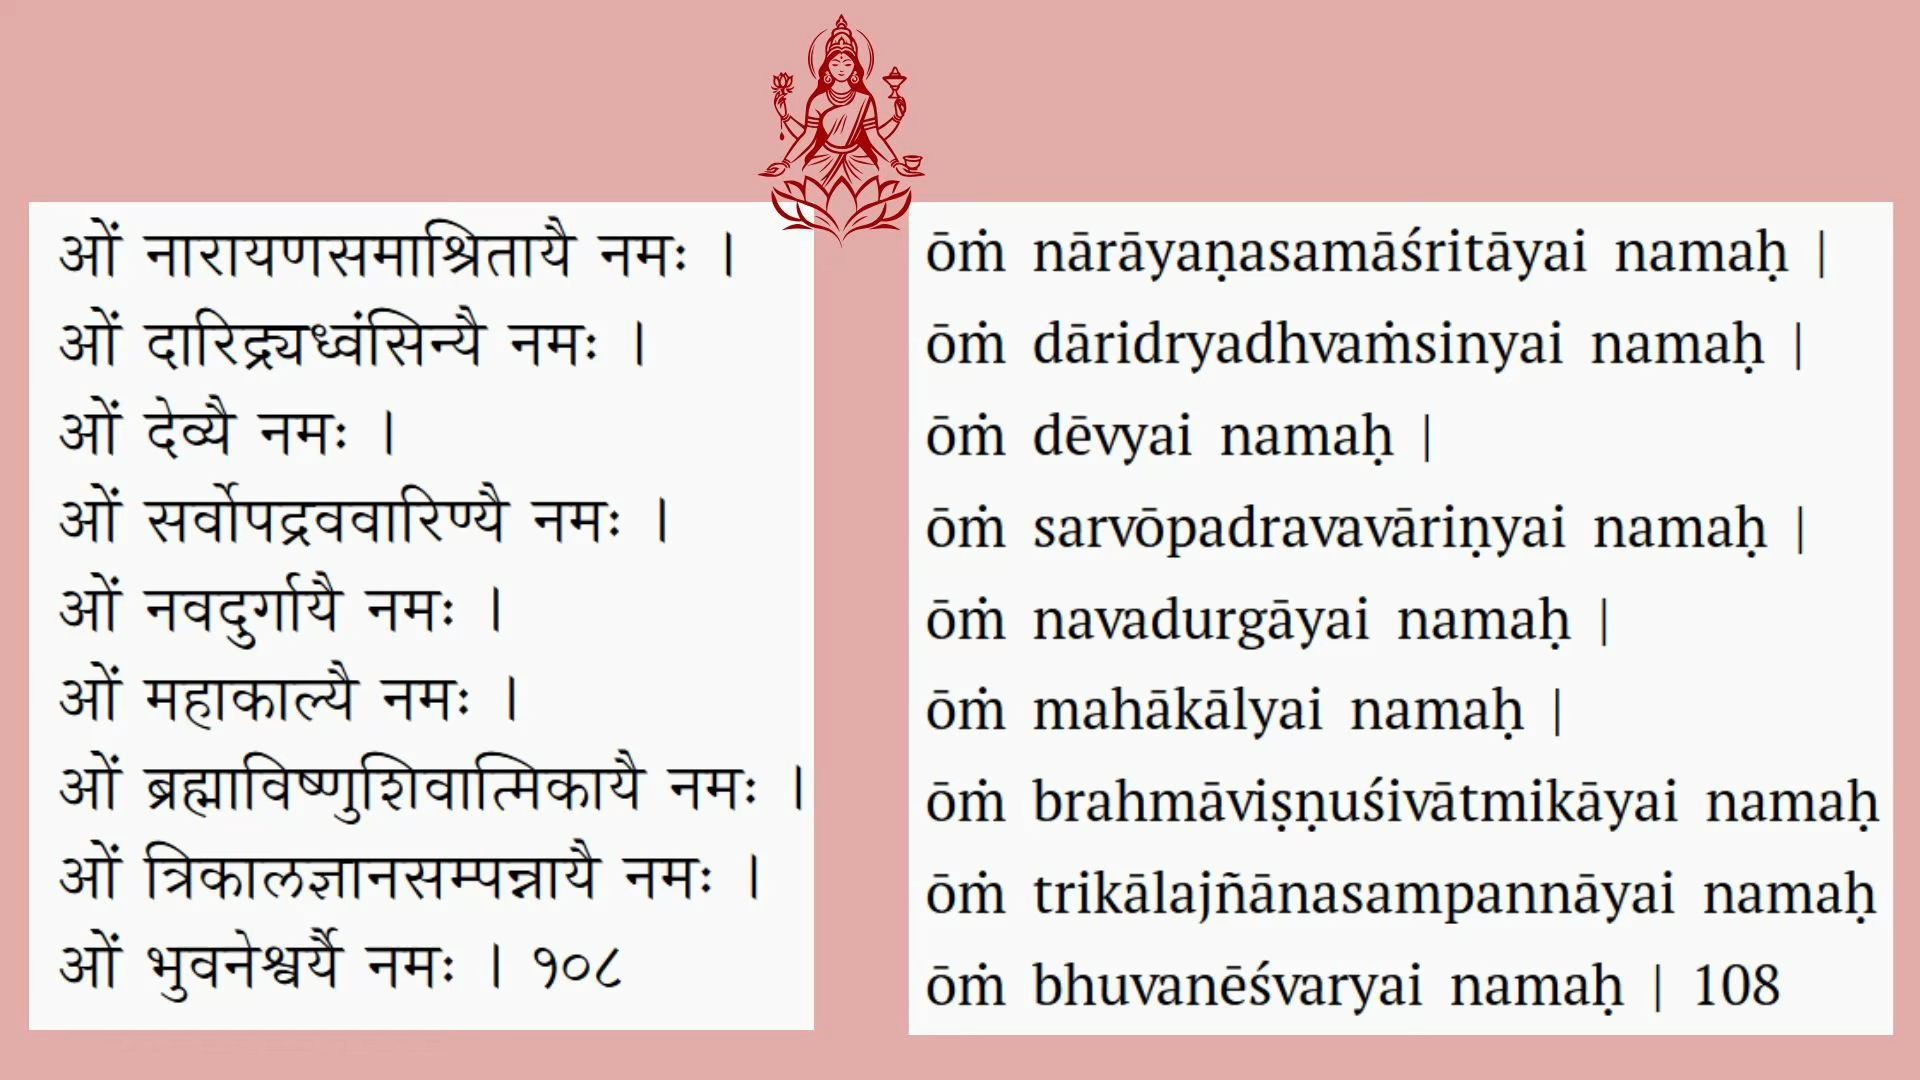 ओं नारायणसमाश्रितायै नमः ।
ओं दारिद्र्यध्वंसिन्यै नमः ।
ओं देव्यै नमः ।
ओं सर्वोपद्रववारिण्यै नमः ।
ओं नवदुर्गायै नमः ।
ओं महाकाल्यै नमः ।
ओं ब्रह्माविष्णुशिवात्मिकायै नमः ।
ओं त्रिकालज्ञानसम्पन्नायै नमः ।
ओं भुवनेश्वर्यै नमः । १०८
ōṁ nārāyaṇasamāśritāyai namaḥ |
ōṁ dāridryadhvaṁsinyai namaḥ |
ōṁ dēvyai namaḥ |
ōṁ sarvōpadravavāriṇyai namaḥ |
ōṁ navadurgāyai namaḥ |
ōṁ mahākālyai namaḥ |
ōṁ brahmāviṣṇuśivātmikāyai namaḥ
ōṁ trikālajñānasampannāyai namaḥ
ōṁ bhuvanēśvaryai namaḥ | 108